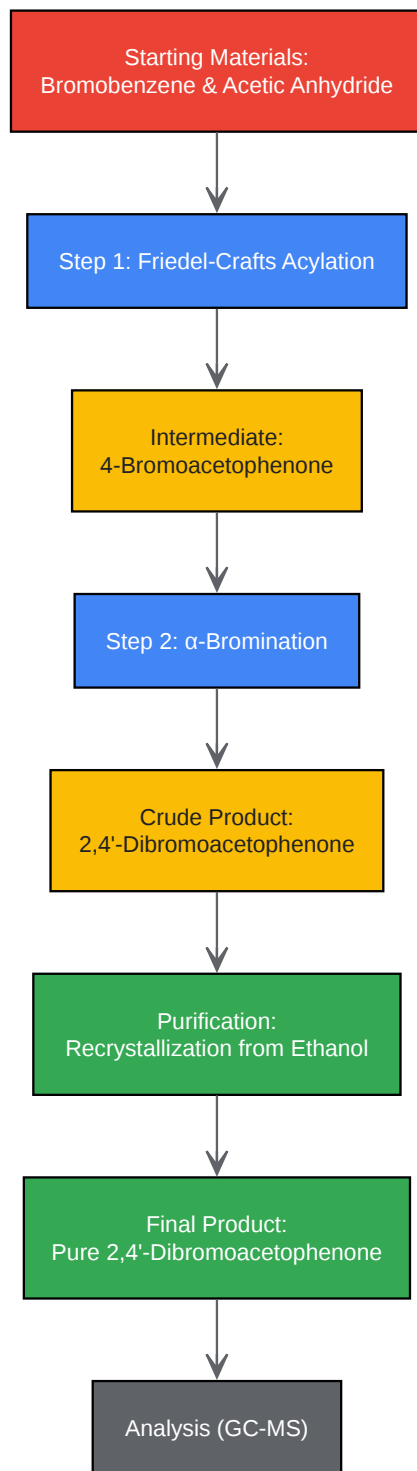 Starting Materials:
Bromobenzene & Acetic Anhydride
Step 1: Friedel-Crafts Acylation
Intermediate:
4-Bromoacetophenone
Step 2: α-Bromination
Crude Product:
2,4'-Dibromoacetophenone
Purification:
Recrystallization from Ethanol
Final Product:
Pure 2,4'-Dibromoacetophenone
Analysis (GC-MS)